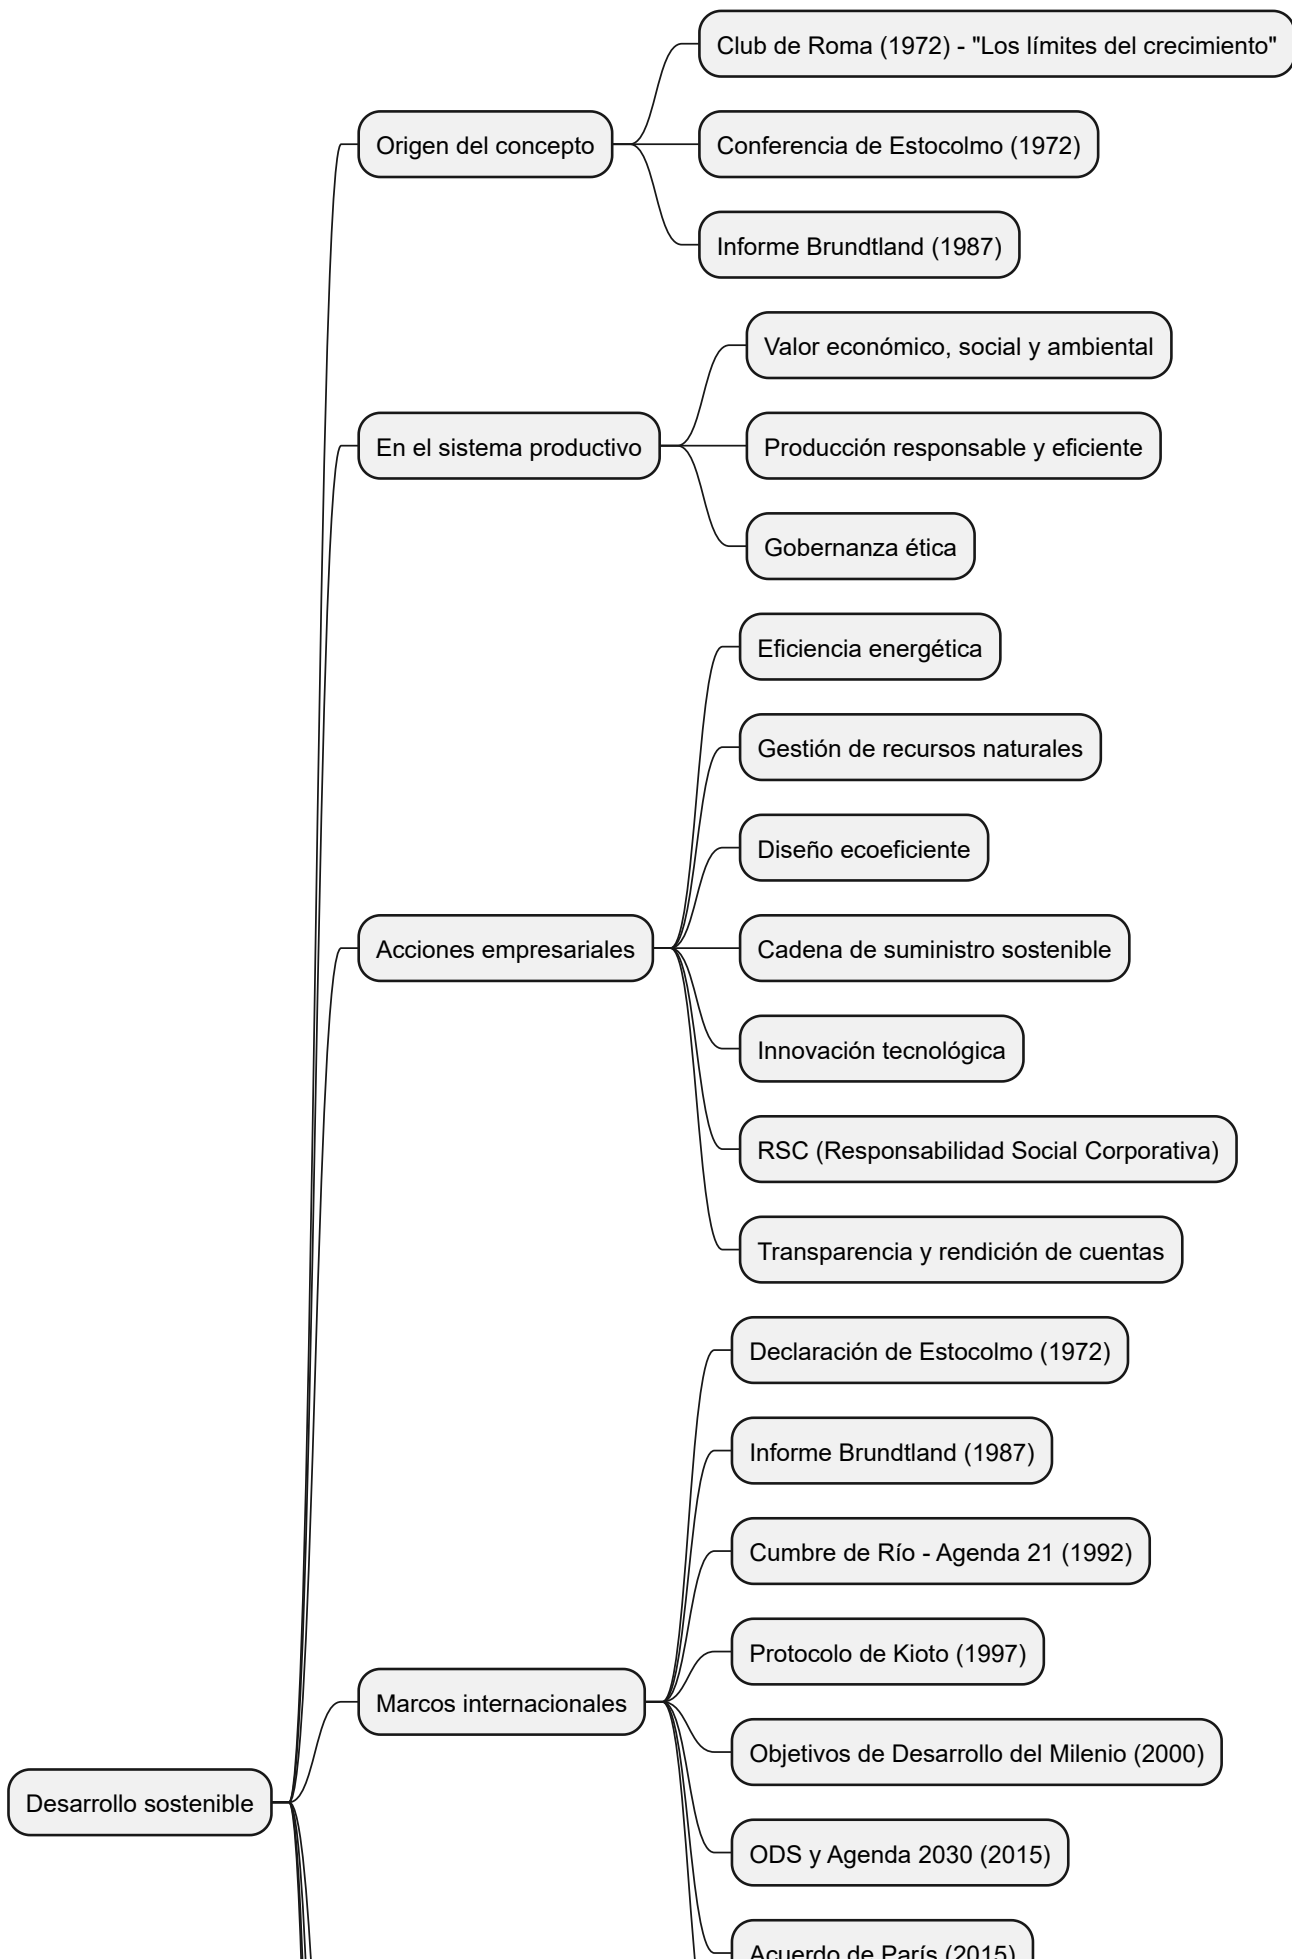 Club de Roma (1972) - "Los límites del crecimiento"
Origen del concepto
Conferencia de Estocolmo (1972)
Informe Brundtland (1987)
Valor económico, social y ambiental
En el sistema productivo
Producción responsable y eficiente
Gobernanza ética
Eficiencia energética
Gestión de recursos naturales
Diseño ecoeficiente
Acciones empresariales
Cadena de suministro sostenible
Innovación tecnológica
RSC (Responsabilidad Social Corporativa)
Transparencia y rendición de cuentas
Declaración de Estocolmo (1972)
Informe Brundtland (1987)
Cumbre de Río - Agenda 21 (1992)
Protocolo de Kioto (1997)
Marcos internacionales
Objetivos de Desarrollo del Milenio (2000)
Desarrollo sostenible
ODS y Agenda 2030 (2015)
Acuerdo de París (2015)